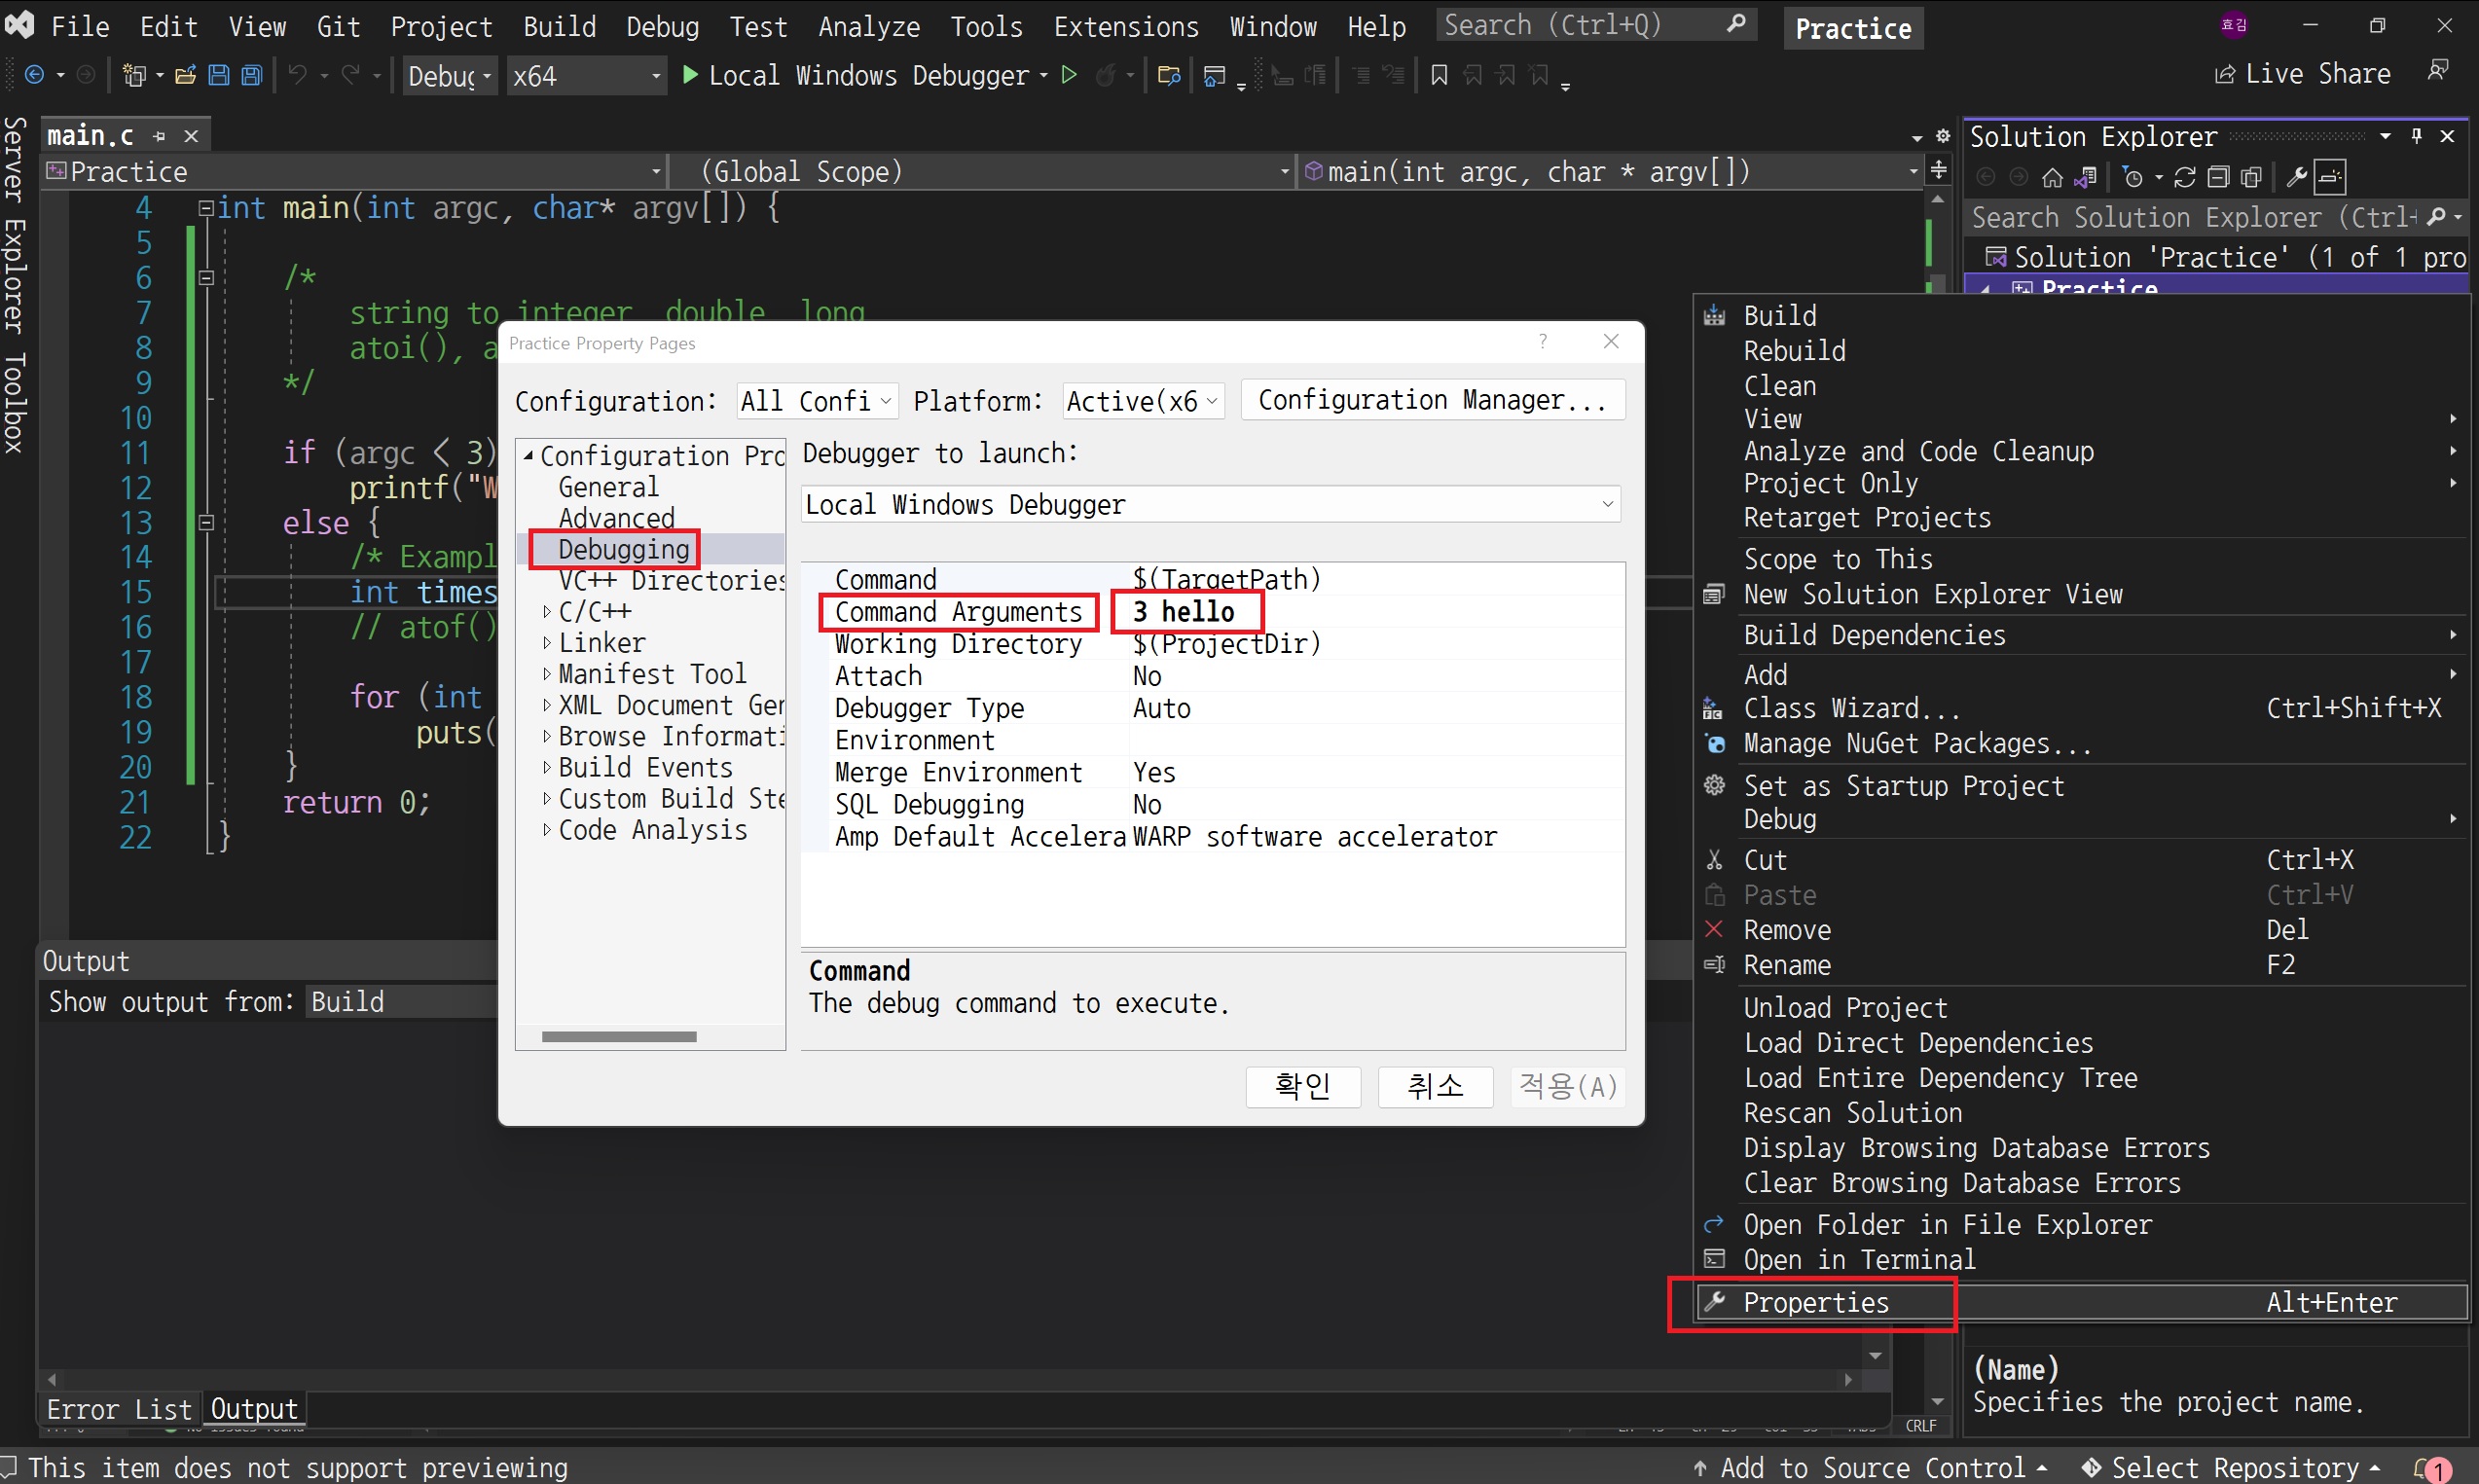 File Edit View Git Project Build Debug Test Analyze Tools Extensions Window Help Search (Ctrl+Q) Practice 효김
Debug x64 Local Windows Debugger Live Share
Server Explorer Toolbox
main.c
Practice (Global Scope) main(int argc, char * argv[])
4 int main(int argc, char* argv[]) {
5
6 /*
7 string to integer, double, long
8 atoi(),
9 */
10
11 if (argc < 3)
12 printf("W
13 else {
14 /* Exampl
15 int times
16 // atof()
17
18 for (int
19 puts(
20 }
21 return 0;
22 }
Output
Show output from: Build
Error List Output
CRLF
This item does not support previewing
Add to Source Control Select Repository 1
Practice Property Pages ?
Configuration: All Confi Platform: Active(x6 Configuration Manager...
Configuration Pro
General
Advanced
Debugging
VC++ Directories
C/C++
Linker
Manifest Tool
XML Document Gen
Browse Informati
Build Events
Custom Build Ste
Code Analysis
Debugger to launch:
Local Windows Debugger
Command $(TargetPath)
Command Arguments 3 hello
Working Directory $(ProjectDir)
Attach No
Debugger Type Auto
Environment
Merge Environment Yes
SQL Debugging No
Amp Default Accelera WARP software accelerator
Command
The debug command to execute.
확인 취소 적용(A)
Solution Explorer
Search Solution Explorer (Ctrl+
Solution 'Practice' (1 of 1 pro
Practice
Build
Rebuild
Clean
View
Analyze and Code Cleanup
Project Only
Retarget Projects
Scope to This
New Solution Explorer View
Build Dependencies
Add
Class Wizard... Ctrl+Shift+X
Manage NuGet Packages...
Set as Startup Project
Debug
Cut Ctrl+X
Paste Ctrl+V
Remove Del
Rename F2
Unload Project
Load Direct Dependencies
Load Entire Dependency Tree
Rescan Solution
Display Browsing Database Errors
Clear Browsing Database Errors
Open Folder in File Explorer
Open in Terminal
Properties Alt+Enter
(Name)
Specifies the project name.